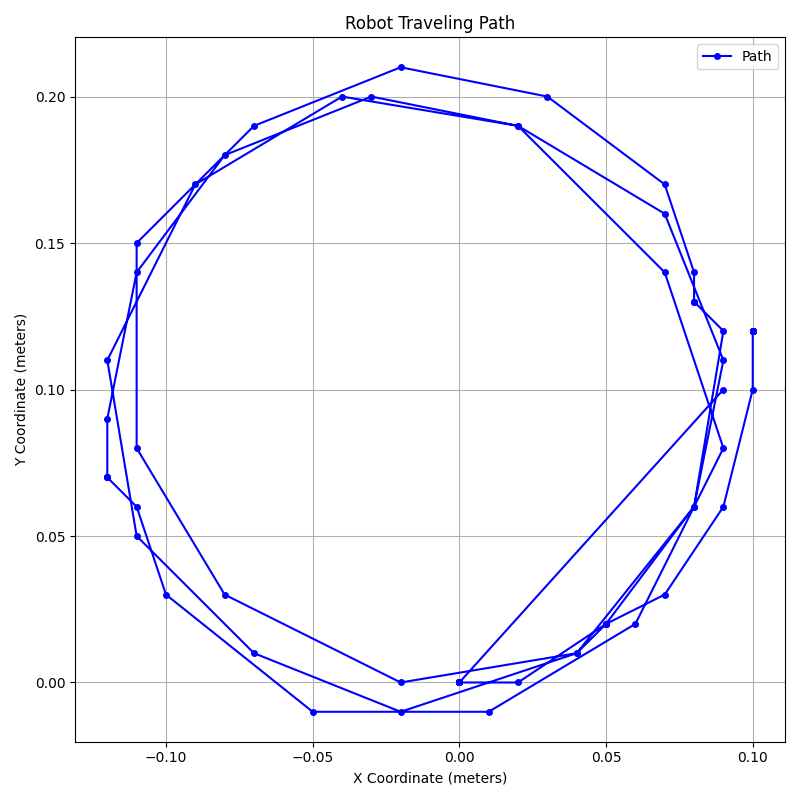 Robot Traveling Path
Path
0.20
0.15
0.10
0.05
0.00
Y Coordinate (meters)
−0.10 −0.05 0.00 0.05 0.10
X Coordinate (meters)